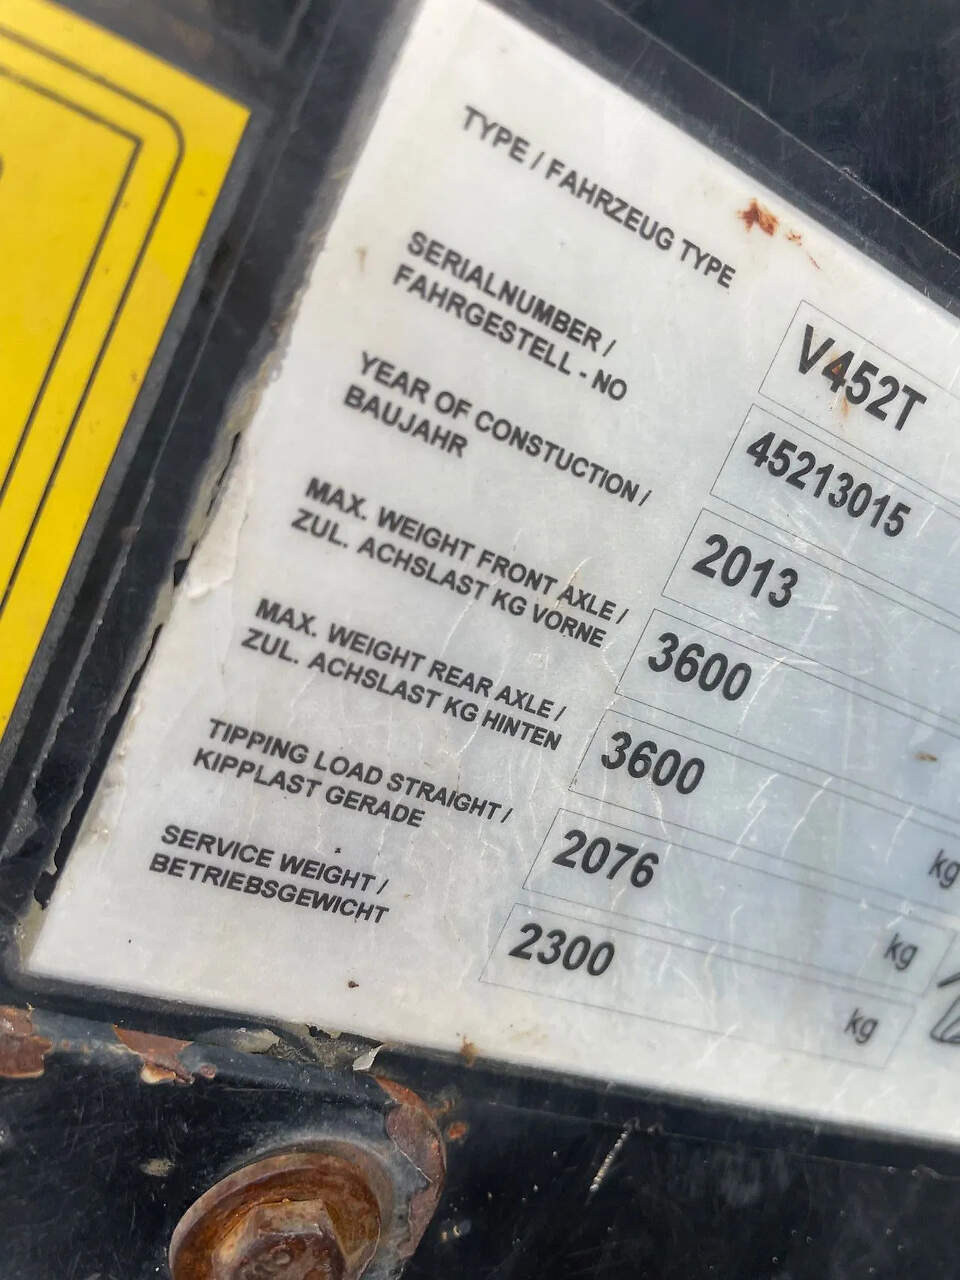 TYPE / FAHRZEUG TYPE
V452T
SERIALNUMBER /
FAHRGESTELL - NO
45213015
YEAR OF CONSTUCTION /
BAUJAHR
2013
MAX. WEIGHT FRONT AXLE /
ZUL. ACHSLAST KG VORNE
3600
MAX. WEIGHT REAR AXLE /
ZUL. ACHSLAST KG HINTEN
3600
kg
TIPPING LOAD STRAIGHT /
KIPPLAST GERADE
2076
kg
SERVICE WEIGHT /
BETRIEBSGEWICHT
2300
kg